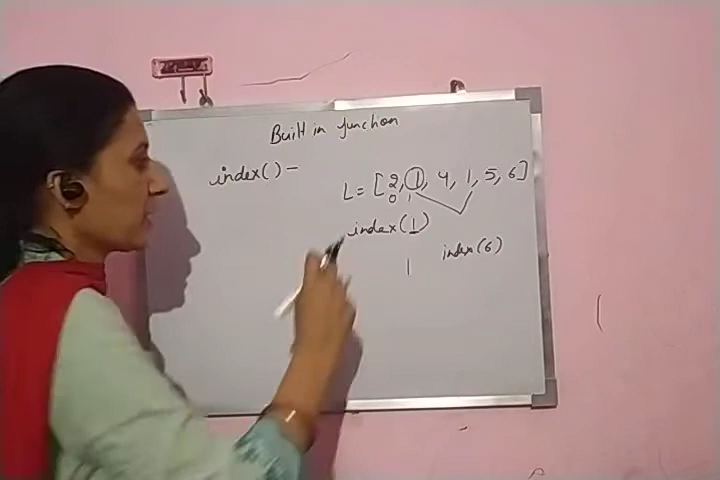 Built in function
index() -
L = [2, 1, 4, 1, 5, 6]
0 1
index(1)
index(6)
1